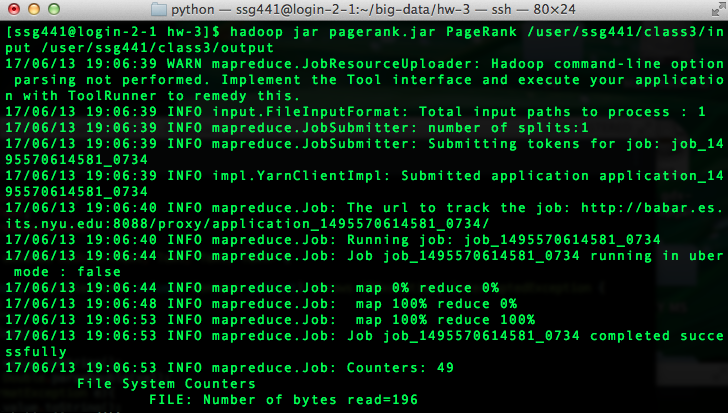 python — ssg441@login-2-1:~/big-data/hw-3 — ssh — 80×24
[ssg441@login-2-1 hw-3]$ hadoop jar pagerank.jar PageRank /user/ssg441/class3/in
put /user/ssg441/class3/output
17/06/13 19:06:39 WARN mapreduce.JobResourceUploader: Hadoop command-line option
 parsing not performed. Implement the Tool interface and execute your applicatio
n with ToolRunner to remedy this.
17/06/13 19:06:39 INFO input.FileInputFormat: Total input paths to process : 1
17/06/13 19:06:39 INFO mapreduce.JobSubmitter: number of splits:1
17/06/13 19:06:39 INFO mapreduce.JobSubmitter: Submitting tokens for job: job_14
95570614581_0734
17/06/13 19:06:39 INFO impl.YarnClientImpl: Submitted application application_14
95570614581_0734
17/06/13 19:06:40 INFO mapreduce.Job: The url to track the job: http://babar.es.
its.nyu.edu:8088/proxy/application_1495570614581_0734/
17/06/13 19:06:40 INFO mapreduce.Job: Running job: job_1495570614581_0734
17/06/13 19:06:44 INFO mapreduce.Job: Job job_1495570614581_0734 running in uber
 mode : false
17/06/13 19:06:44 INFO mapreduce.Job:  map 0% reduce 0%
17/06/13 19:06:48 INFO mapreduce.Job:  map 100% reduce 0%
17/06/13 19:06:53 INFO mapreduce.Job:  map 100% reduce 100%
17/06/13 19:06:53 INFO mapreduce.Job: Job job_1495570614581_0734 completed succe
ssfully
17/06/13 19:06:53 INFO mapreduce.Job: Counters: 49
        File System Counters
                FILE: Number of bytes read=196